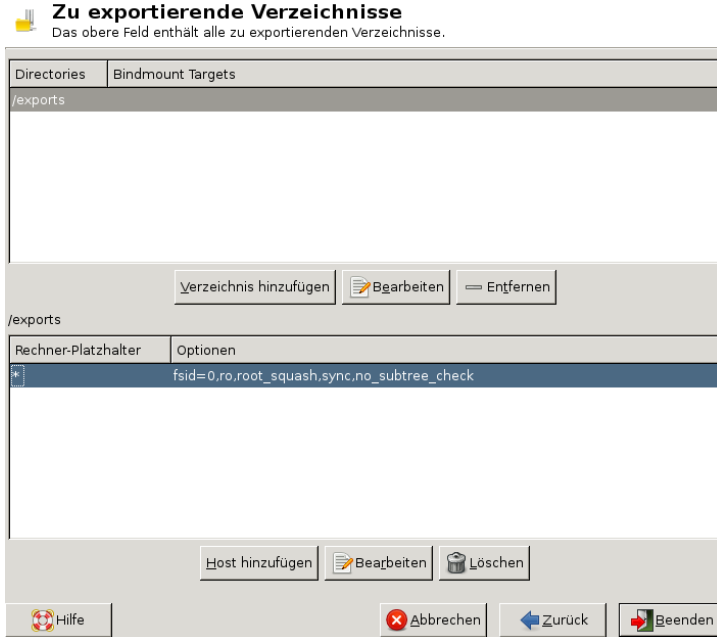 Zu exportierende Verzeichnisse
Das obere Feld enthält alle zu exportierenden Verzeichnisse.
Directories Bindmount Targets
/exports
Verzeichnis hinzufügen Bearbeiten Entfernen
/exports
Rechner-Platzhalter Optionen
* fsid=0,ro,root_squash,sync,no_subtree_check
Host hinzufügen Bearbeiten Löschen
Hilfe Abbrechen Zurück Beenden